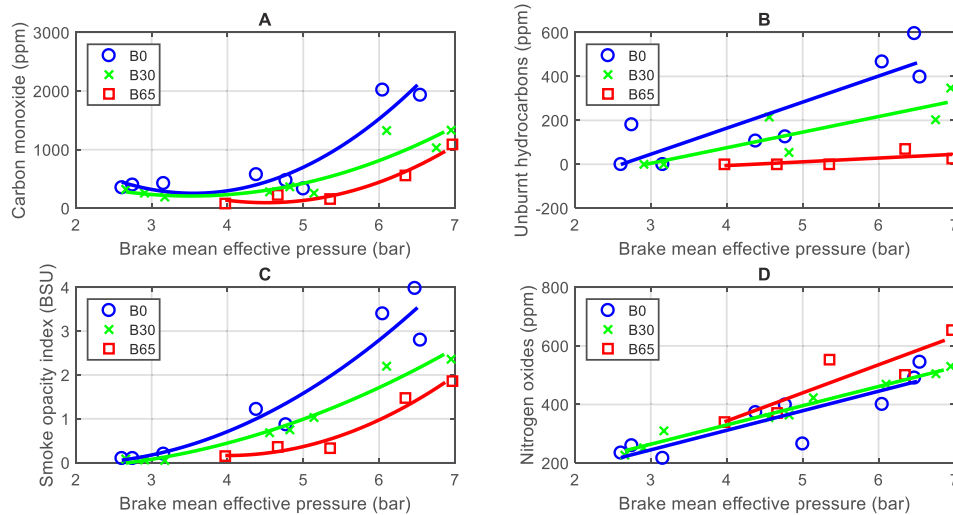 A
Carbon monoxide (ppm)
3000
2000
1000
0
B0
B30
B65
2 3 4 5 6 7
Brake mean effective pressure (bar)
B
Unburnt hydrocarbons (ppm)
600
400
200
0
-200
B0
B30
B65
2 3 4 5 6 7
Brake mean effective pressure (bar)
C
Smoke opacity index (BSU)
4
3
2
1
0
B0
B30
B65
2 3 4 5 6 7
Brake mean effective pressure (bar)
D
Nitrogen oxides (ppm)
800
600
400
200
B0
B30
B65
2 3 4 5 6 7
Brake mean effective pressure (bar)